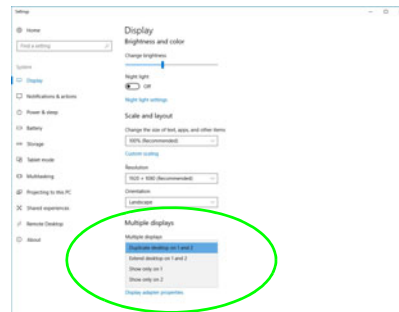 Settings
Home
Find a setting
System
Display
Notifications & actions
Power & sleep
Battery
Storage
Tablet mode
Multitasking
Projecting to this PC
Shared experiences
Remote Desktop
About
Display
Brightness and color
Change brightness
Night light
Off
Night light settings
Scale and layout
Change the size of text, apps, and other items
100% (Recommended)
Custom scaling
Resolution
1920 × 1080 (Recommended)
Orientation
Landscape
Multiple displays
Multiple displays
Duplicate desktop on 1 and 2
Extend desktop on 1 and 2
Show only on 1
Show only on 2
Display adapter properties